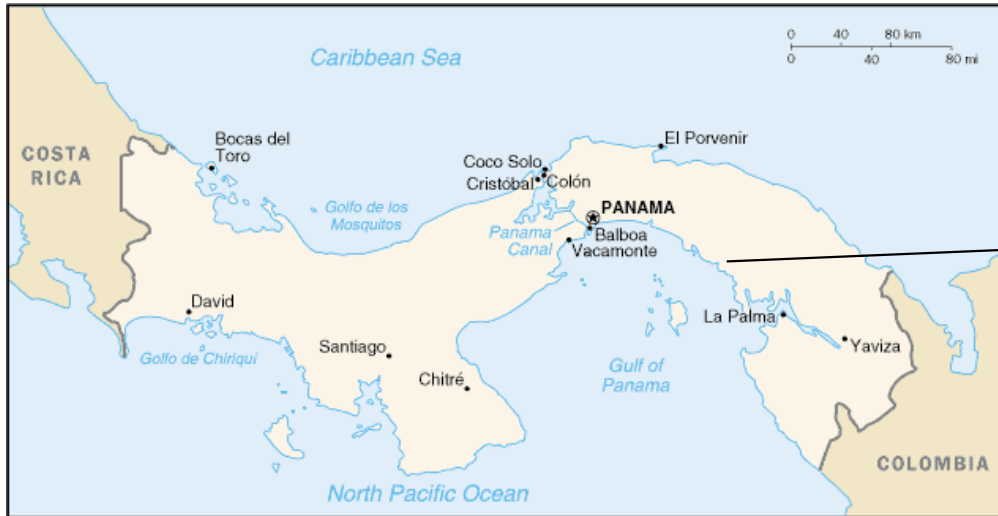 Caribbean Sea
0 40 80 km
0 40 80 mi
COSTA
RICA
Bocas del
Toro
El Porvenir
Coco Solo
Cristóbal
Colón
Golfo de los
Mosquitos
PANAMA
Panama
Canal
Balboa
Vacamonte
David
La Palma
Santiago
Yaviza
Golfo de Chiriquí
Gulf of
Panama
Chitré
COLOMBIA
North Pacific Ocean